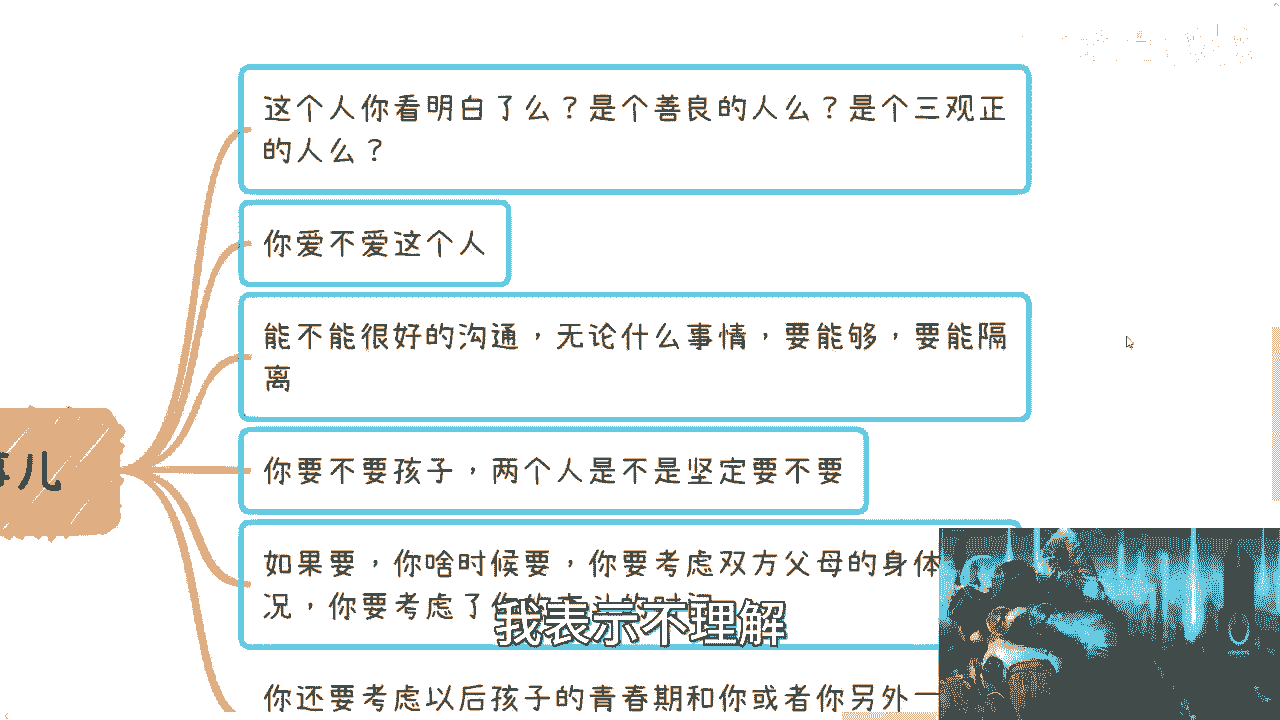 这个人你看明白了么？是个善良的人么？是个三观正
的人么？
你爱不爱这个人
能不能很好的沟通，无论什么事情，要能够，要能隔
离
你要不要孩子，两个人是不是坚定要不要
事儿
如果要，你啥时候要，你要考虑双方父母的身体
况，你要考虑了你的
我表示不理解
你还要考虑以后孩子的青春期和你或者你另外一